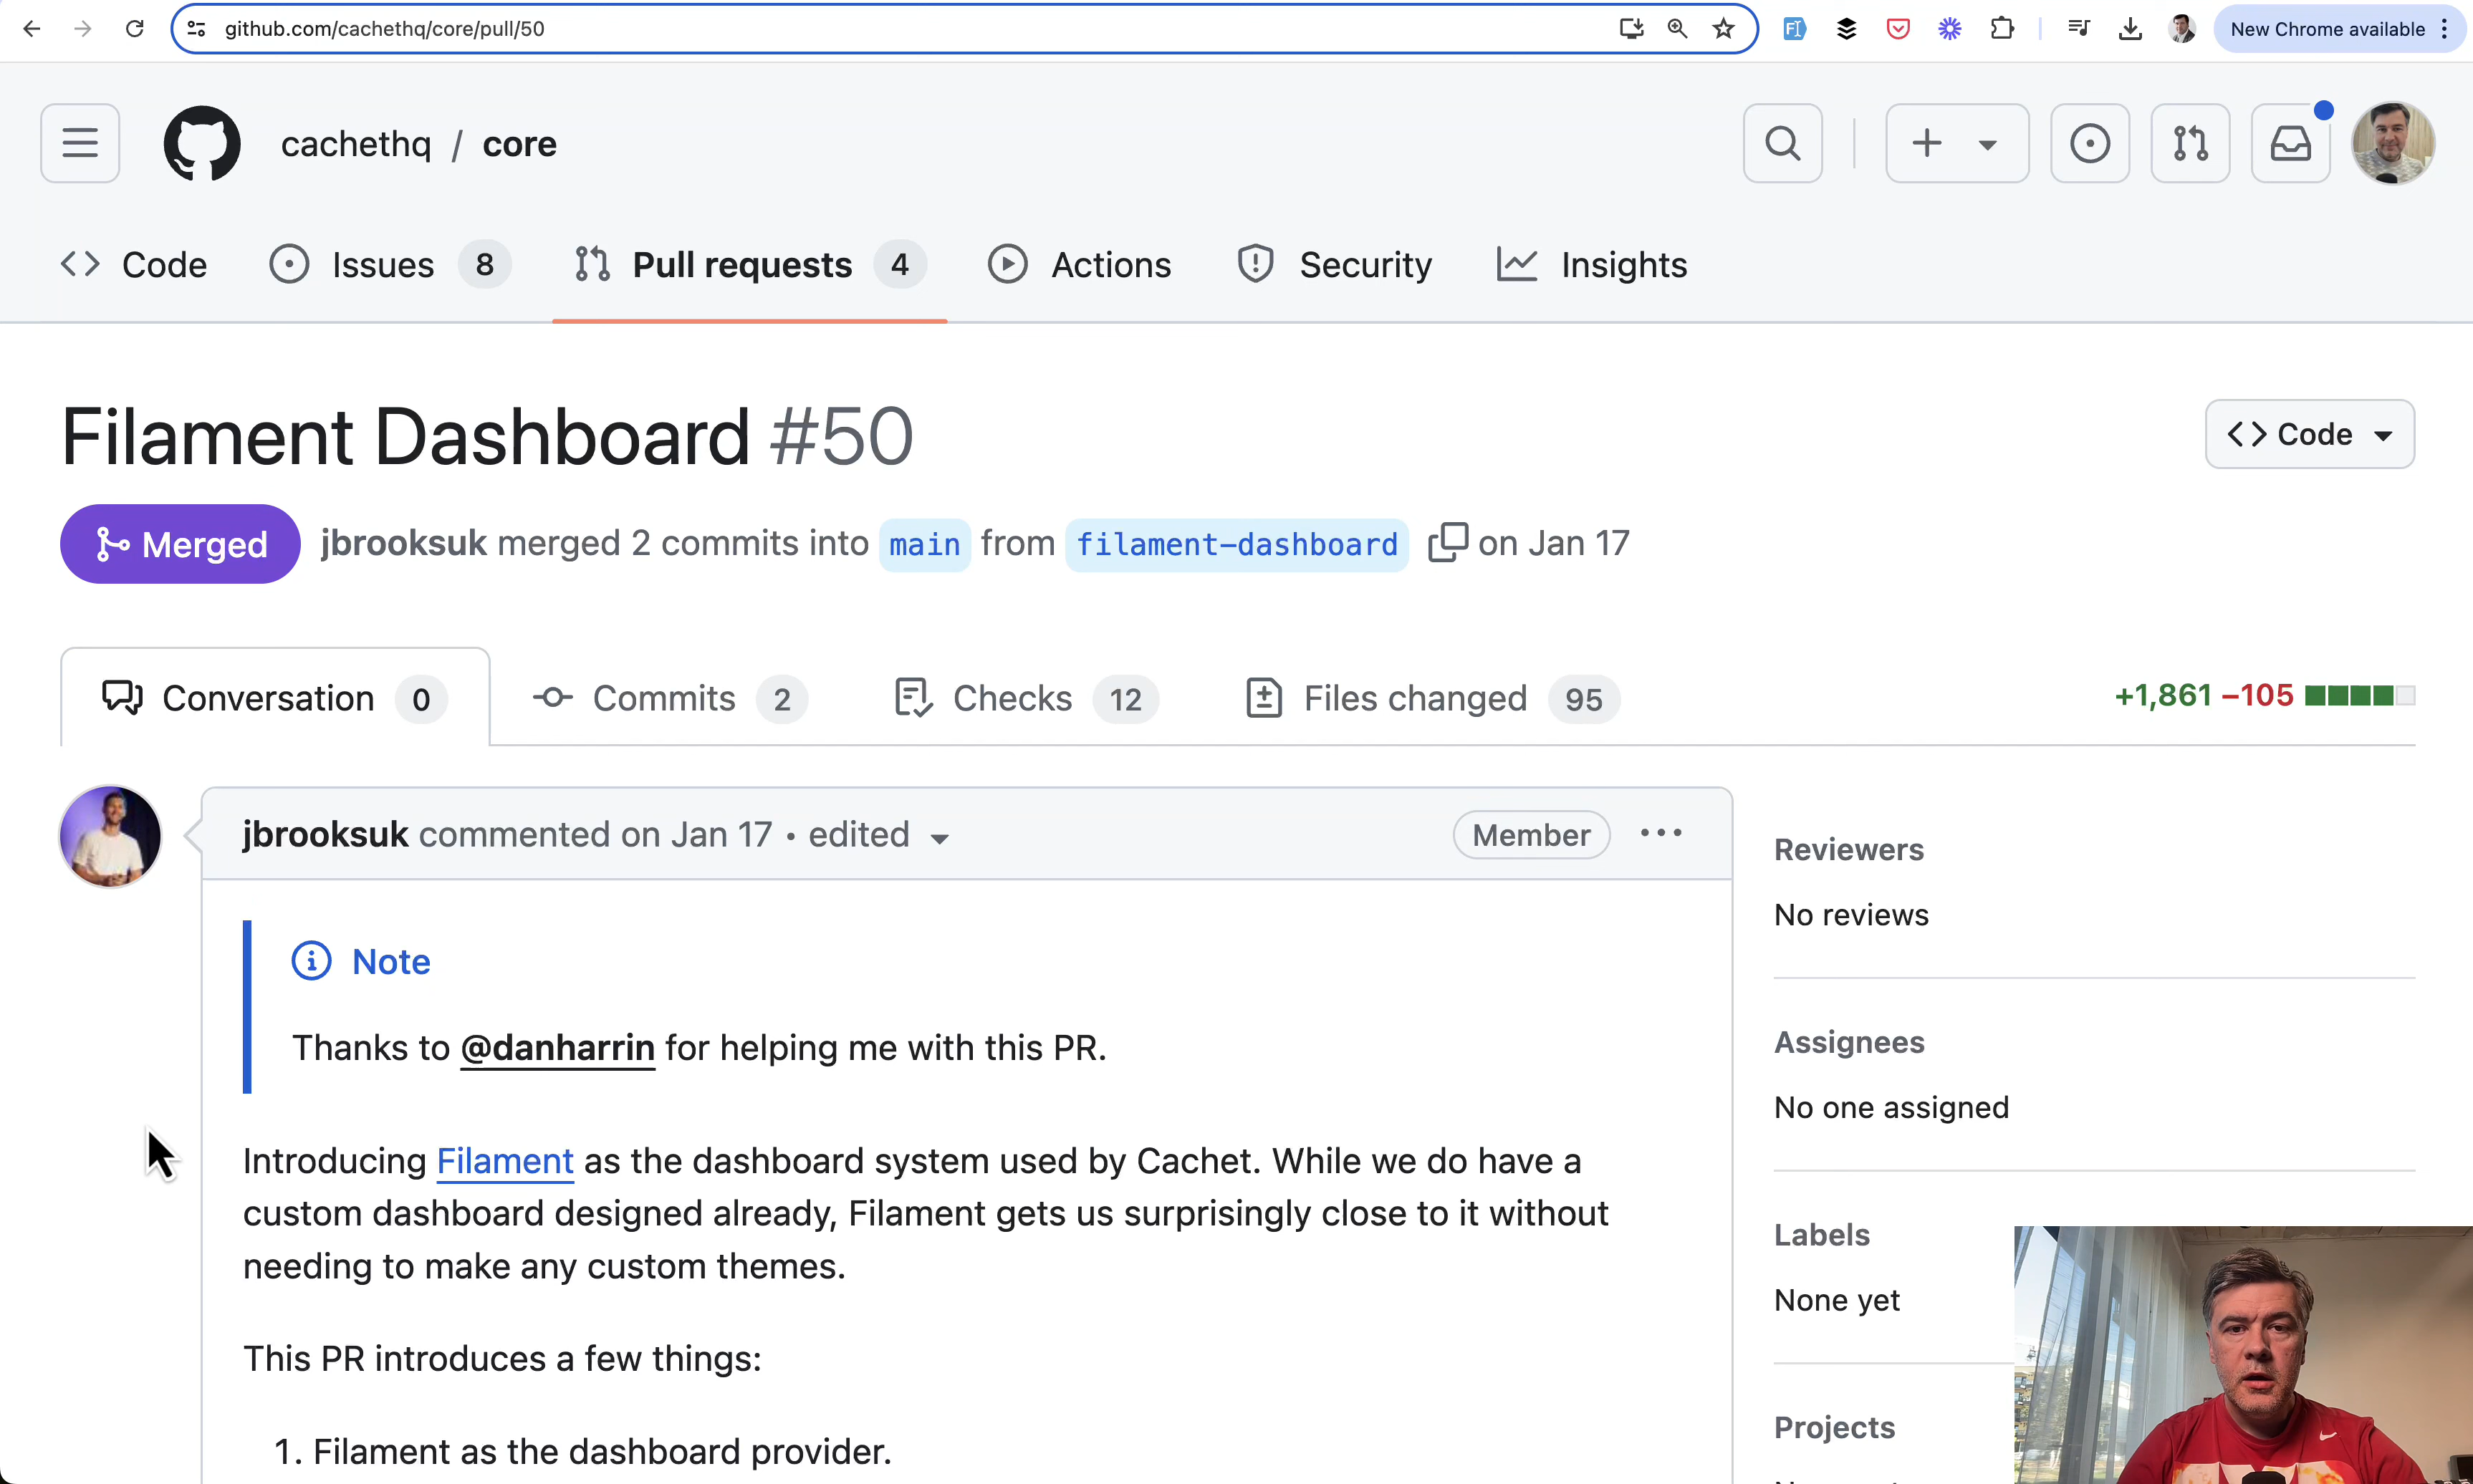 github.com/cachethq/core/pull/50
New Chrome available
cachethq / core
Code
Issues 8
Pull requests 4
Actions
Security
Insights
Filament Dashboard #50
Code
Merged
jbrooksuk merged 2 commits into main from filament-dashboard on Jan 17
Conversation 0
Commits 2
Checks 12
Files changed 95
+1,861 −105
jbrooksuk commented on Jan 17 • edited
Member
Note
Thanks to @danharrin for helping me with this PR.
Introducing Filament as the dashboard system used by Cachet. While we do have a
custom dashboard designed already, Filament gets us surprisingly close to it without
needing to make any custom themes.
This PR introduces a few things:
1. Filament as the dashboard provider.
Reviewers
No reviews
Assignees
No one assigned
Labels
None yet
Projects